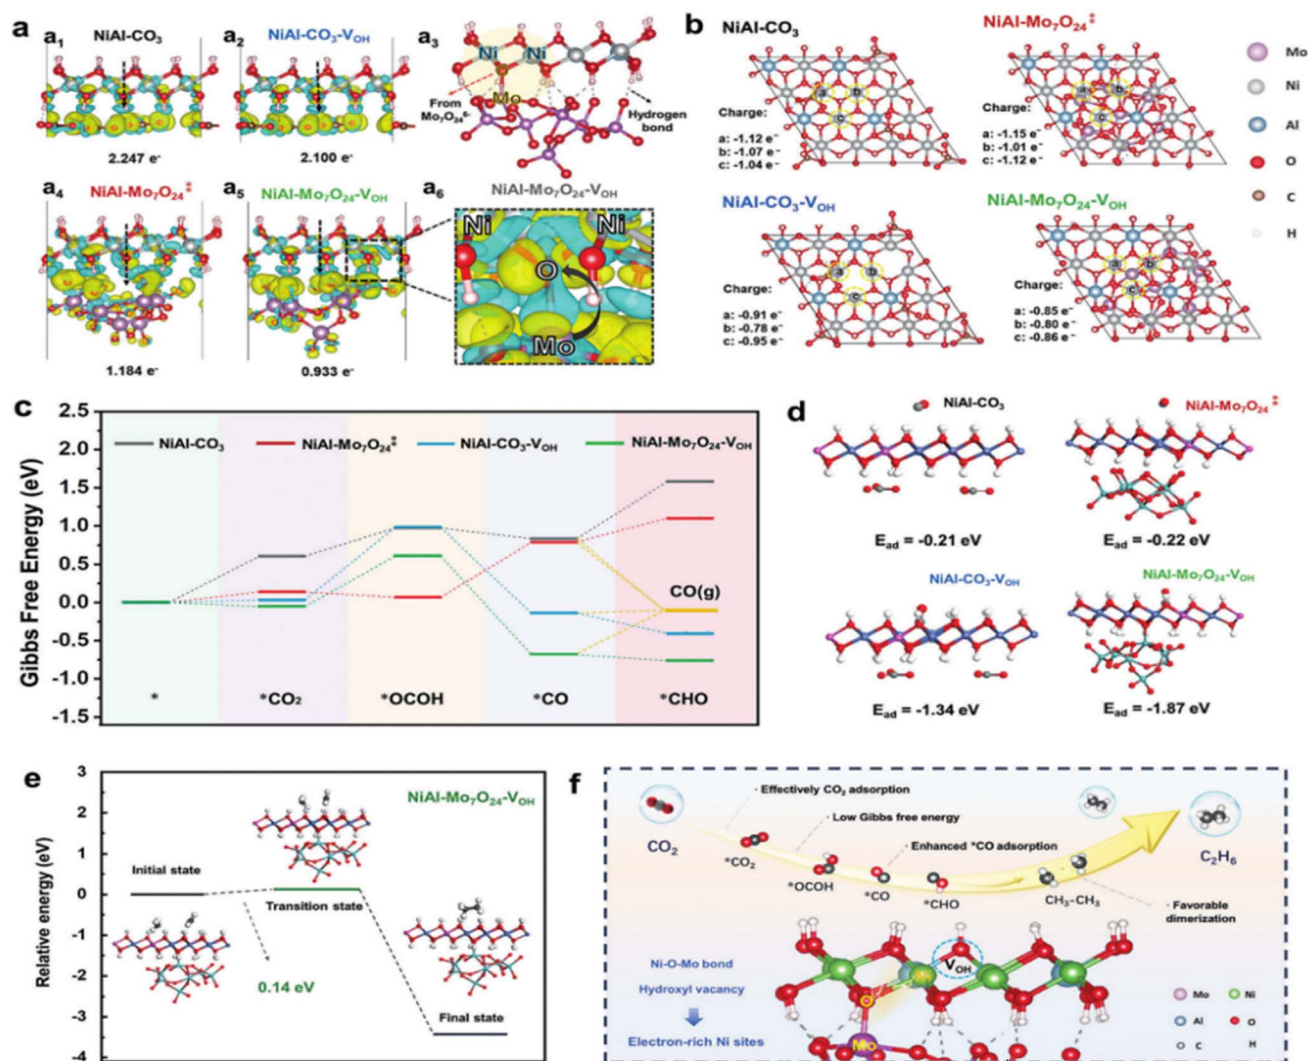 a
a1 NiAl-CO3
a2 NiAl-CO3-VOH
a3
Ni Ni
From
Mo7O24 6-
Mo
Hydrogen
bond
2.247 e-
2.100 e-
a4 NiAl-Mo7O24‡
a5 NiAl-Mo7O24-VOH
a6 NiAl-Mo7O24-VOH
Ni Ni
O
Mo
1.184 e-
0.933 e-
b
NiAl-CO3
a b
c
Charge:
a: -1.12 e-
b: -1.07 e-
c: -1.04 e-
NiAl-Mo7O24‡
a b
c
Charge:
a: -1.15 e-
b: -1.01 e-
c: -1.12 e-
NiAl-CO3-VOH
a b
c
Charge:
a: -0.91 e-
b: -0.78 e-
c: -0.95 e-
NiAl-Mo7O24-VOH
a b
c
Charge:
a: -0.85 e-
b: -0.80 e-
c: -0.86 e-
Mo
Ni
Al
O
C
H
c
Gibbs Free Energy (eV)
2.5
2.0
1.5
1.0
0.5
0.0
-0.5
-1.0
-1.5
NiAl-CO3 NiAl-Mo7O24‡ NiAl-CO3-VOH NiAl-Mo7O24-VOH
CO(g)
* *CO2 *OCOH *CO *CHO
d
NiAl-CO3
Ead = -0.21 eV
NiAl-Mo7O24‡
Ead = -0.22 eV
NiAl-CO3-VOH
Ead = -1.34 eV
NiAl-Mo7O24-VOH
Ead = -1.87 eV
e
Relative energy (eV)
3
2
1
0
-1
-2
-3
-4
NiAl-Mo7O24-VOH
Initial state
Transition state
0.14 eV
Final state
f
· Effectively CO2 adsorption
· Low Gibbs free energy
· Enhanced *CO adsorption
CO2
*CO2
*OCOH
*CO
*CHO
CH3-CH3
C2H6
· Favorable
dimerization
Ni-O-Mo bond
Hydroxyl vacancy
Electron-rich Ni sites
VOH
Ni
O
Mo
Mo Ni
Al O
C H